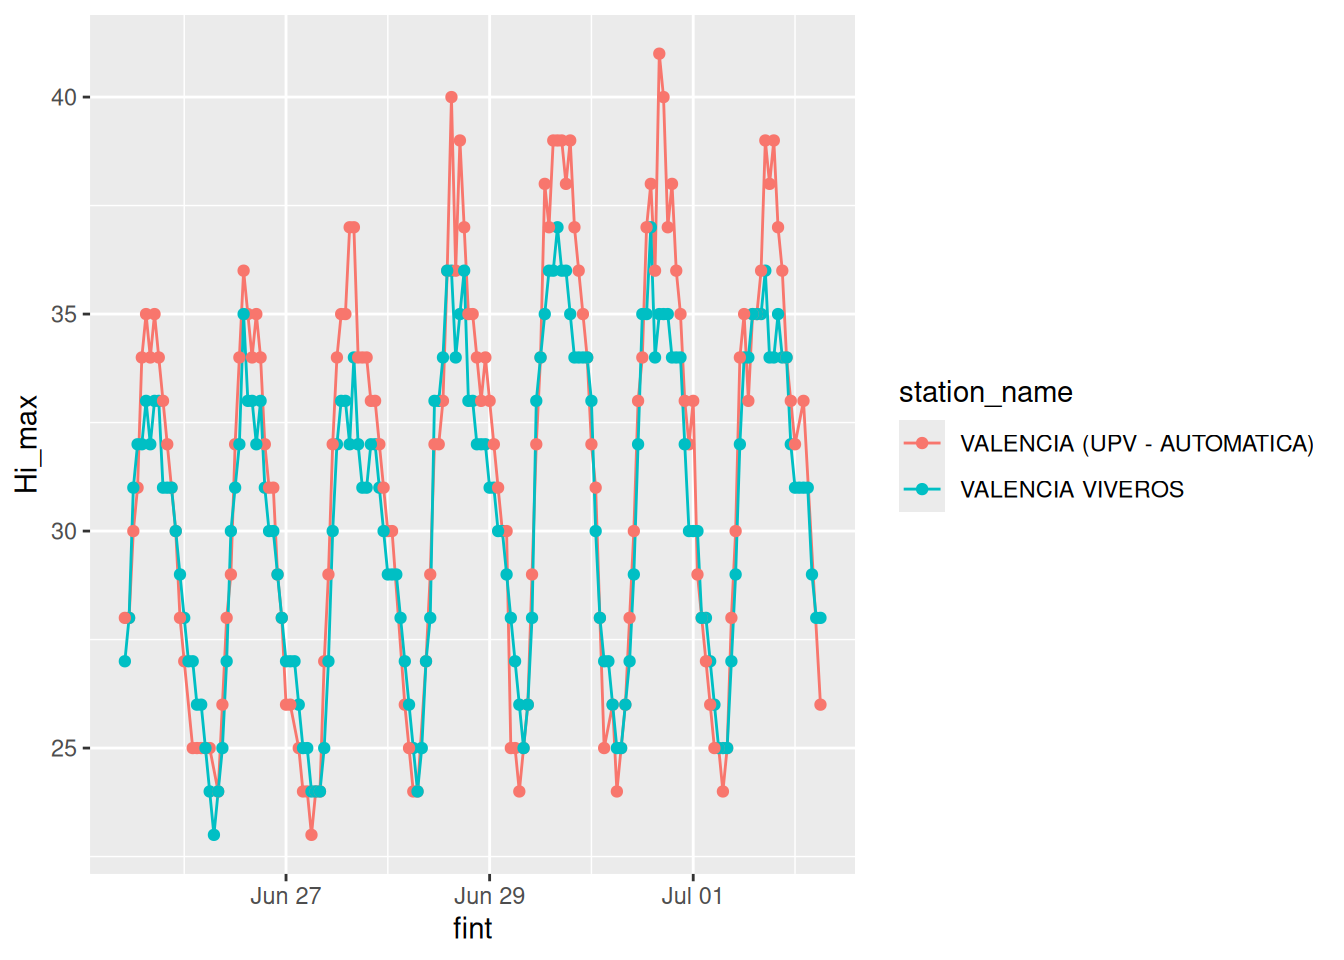 Hi_max
40
35
30
25
Jun 27
Jun 29
Jul 01
fint
station_name
VALENCIA (UPV - AUTOMATICA)
VALENCIA VIVEROS